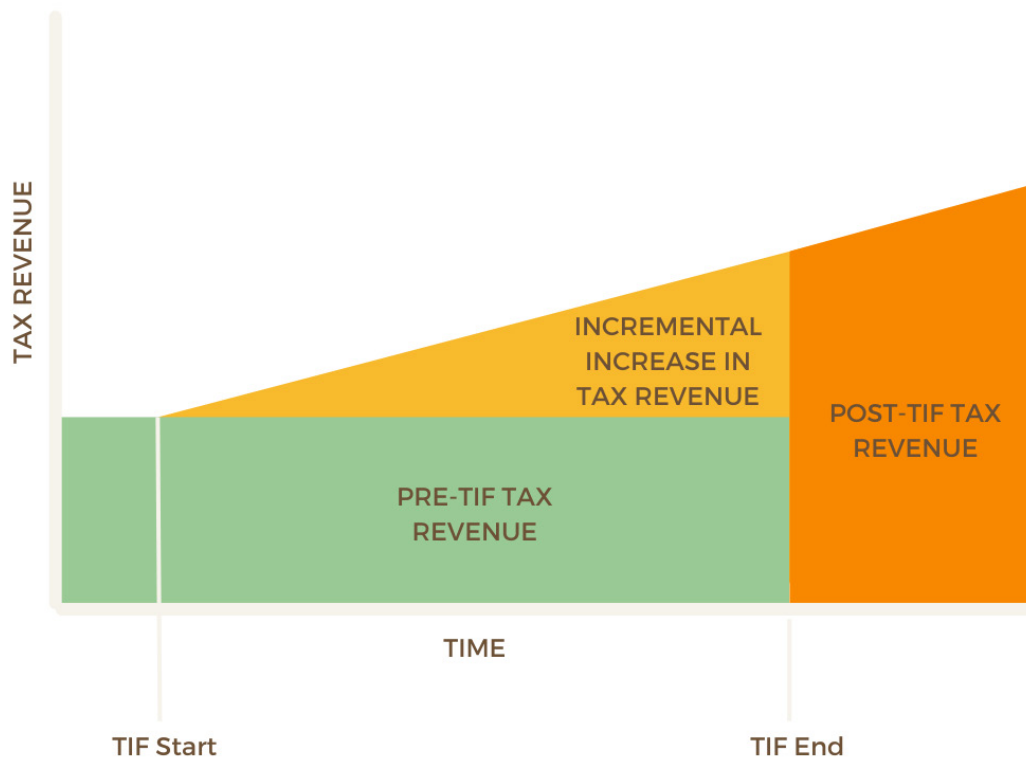 TAX REVENUE
INCREMENTAL
INCREASE IN
TAX REVENUE
POST-TIF TAX
REVENUE
PRE-TIF TAX
REVENUE
TIME
TIF Start
TIF End